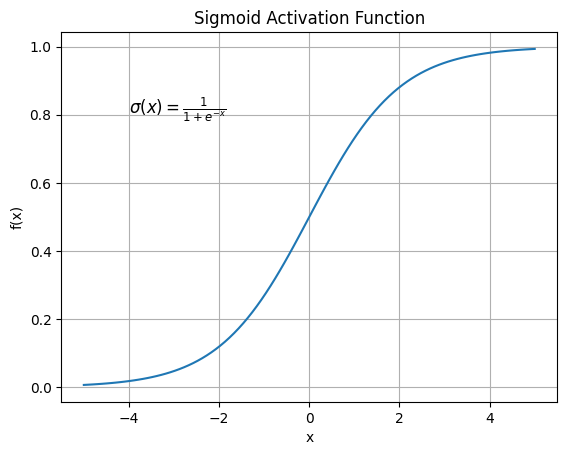 Sigmoid Activation Function
1.0
σ(x) = 1/(1 + e^{−x})
0.8
0.6
f(x)
0.4
0.2
0.0
−4 −2 0 2 4
x